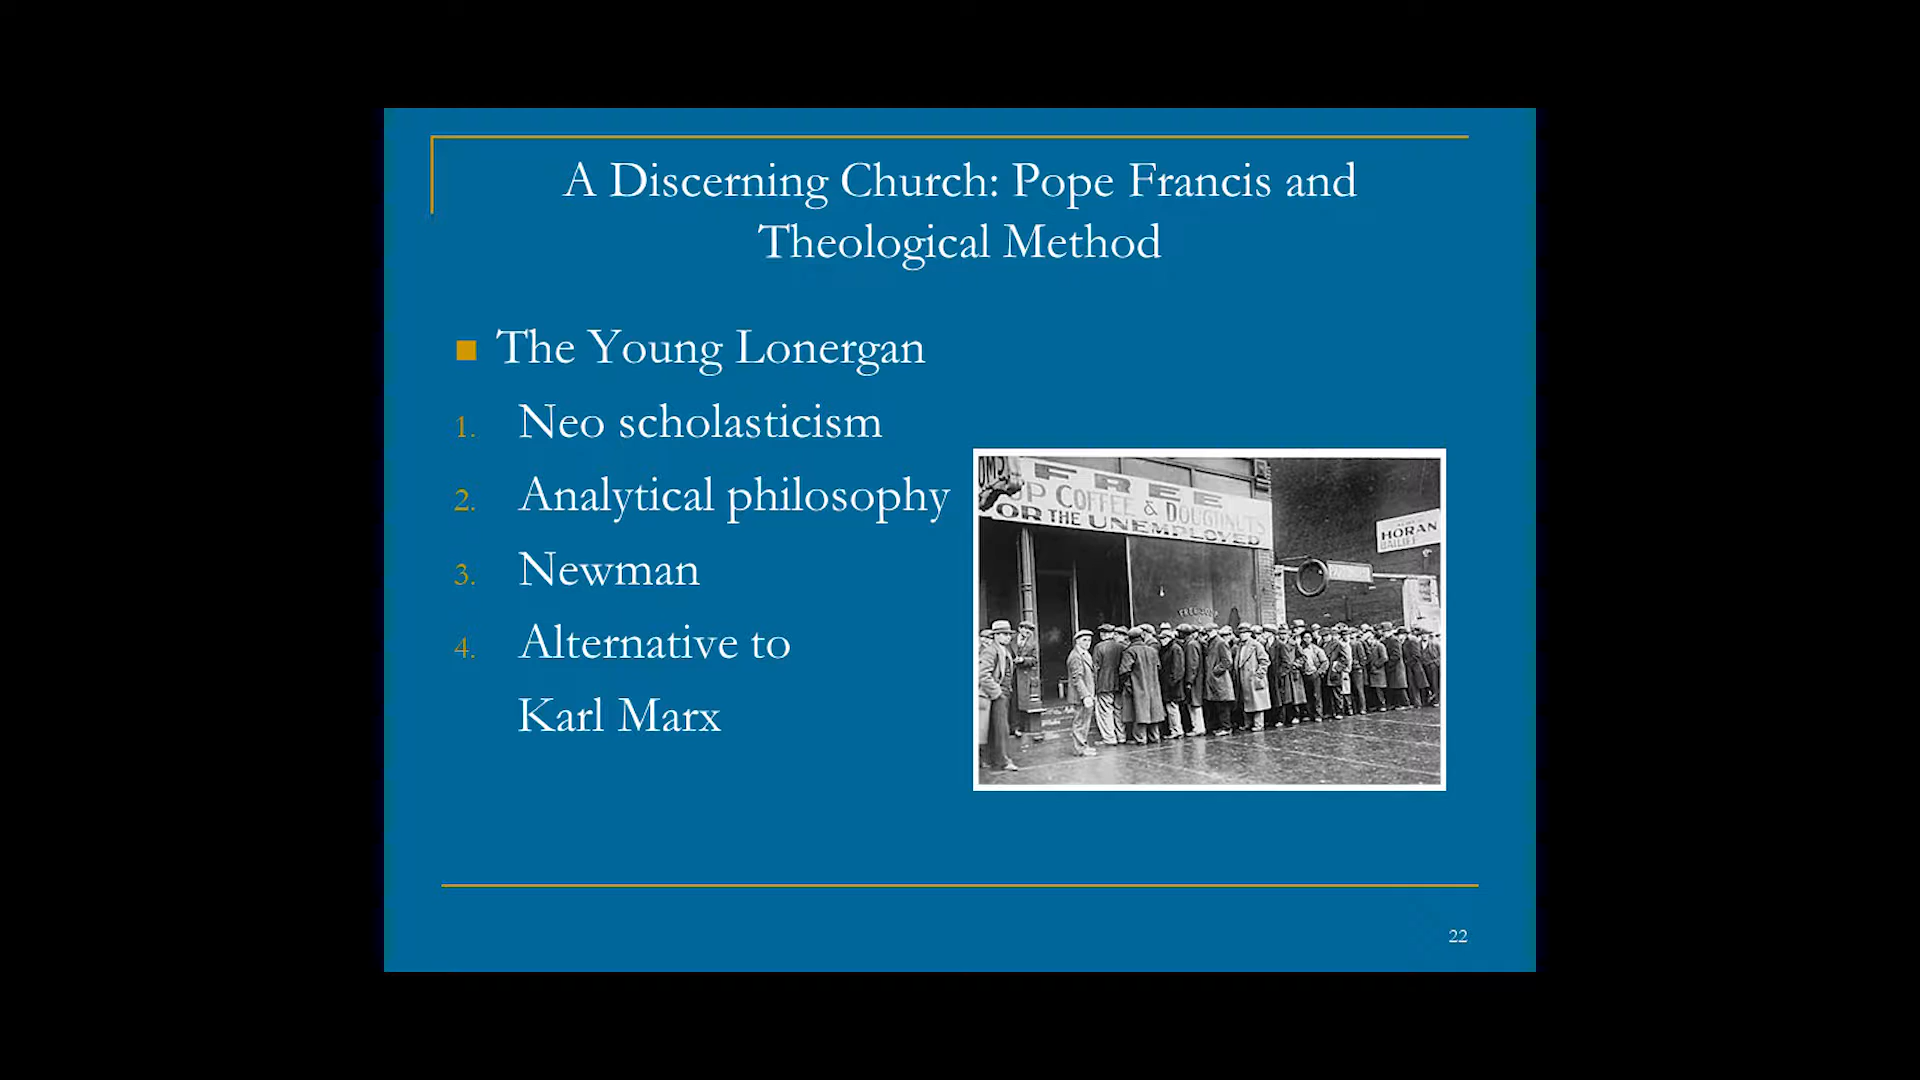 A Discerning Church: Pope Francis and
Theological Method
The Young Lonergan
1. Neo scholasticism
2. Analytical philosophy
3. Newman
4. Alternative to
Karl Marx
FREE
COFFEE & DOUGHNUTS
FOR THE UNEMPLOYED
HORAN
BAILIFF
22